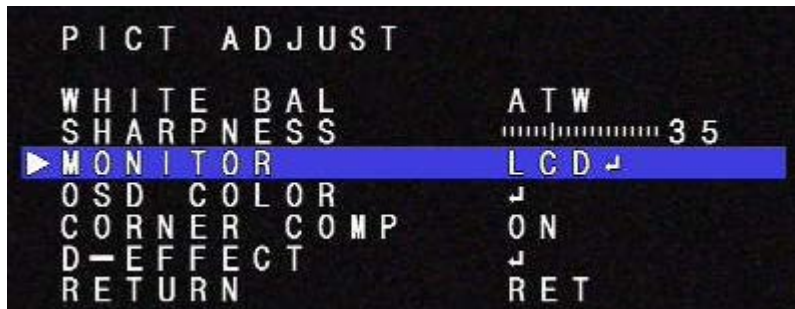 PICT ADJUST
WHITE BAL ATW
SHARPNESS 35
MONITOR LCD↵
OSD COLOR ↵
CORNER COMP ON
D-EFFECT ↵
RETURN RET